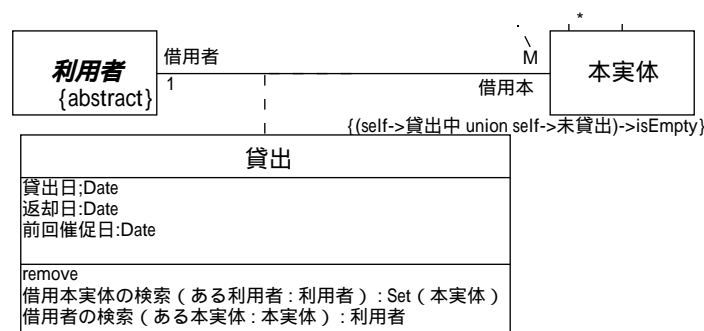 *
利用者
{abstract}
借用者
1
M
借用本
本実体
{(self->貸出中 union self->未貸出)->isEmpty}
貸出
貸出日;Date
返却日:Date
前回催促日:Date
remove
借用本実体の検索(ある利用者:利用者):Set(本実体)
借用者の検索(ある本実体:本実体):利用者